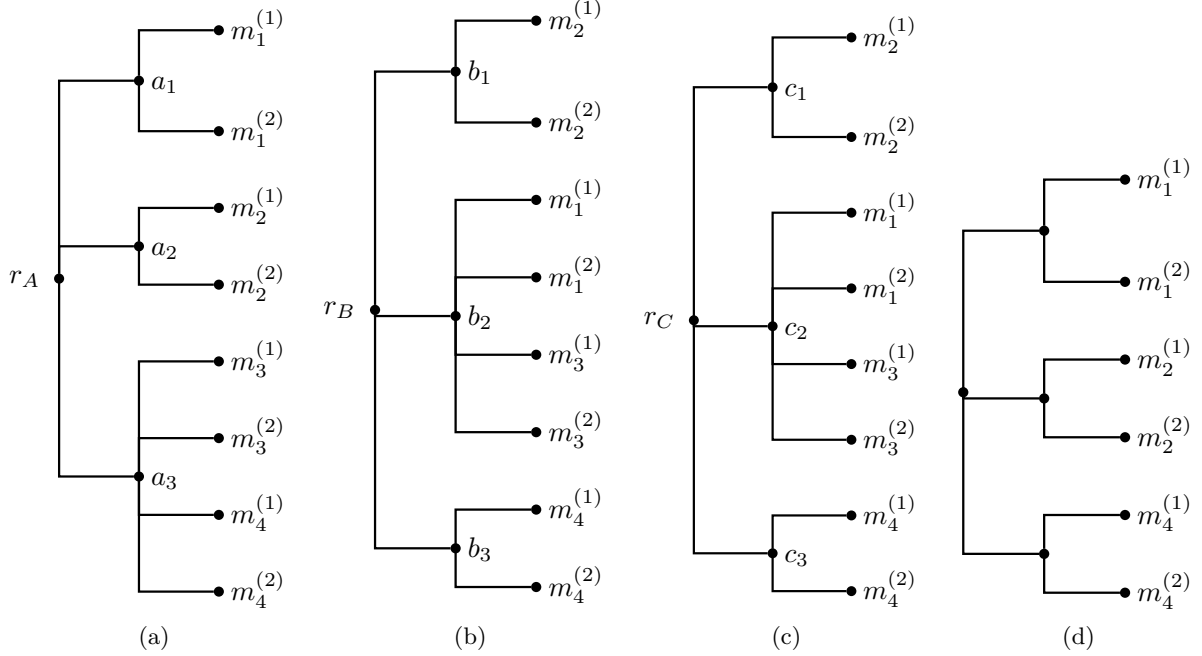 m_1^{(1)}
a_1
m_1^{(2)}
m_2^{(1)}
a_2
m_2^{(2)}
r_A
m_3^{(1)}
m_3^{(2)}
a_3
m_4^{(1)}
m_4^{(2)}
(a)
m_2^{(1)}
b_1
m_2^{(2)}
m_1^{(1)}
m_1^{(2)}
r_B
b_2
m_3^{(1)}
m_3^{(2)}
m_4^{(1)}
b_3
m_4^{(2)}
(b)
m_2^{(1)}
c_1
m_2^{(2)}
m_1^{(1)}
m_1^{(2)}
r_C
c_2
m_3^{(1)}
m_3^{(2)}
m_4^{(1)}
c_3
m_4^{(2)}
(c)
m_1^{(1)}
m_1^{(2)}
m_2^{(1)}
m_2^{(2)}
m_4^{(1)}
m_4^{(2)}
(d)